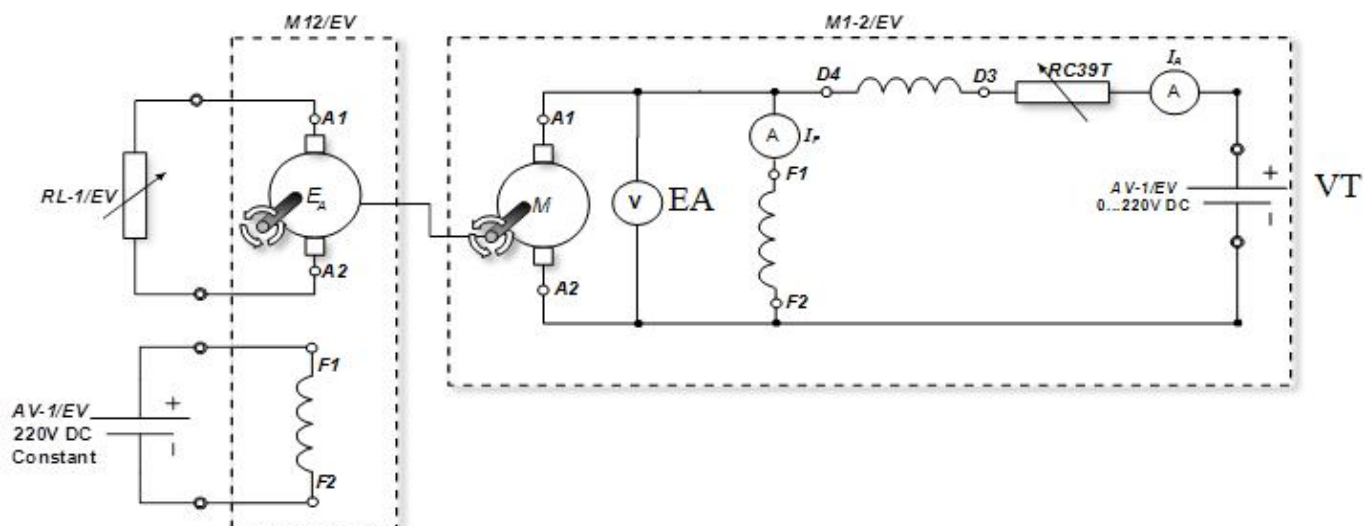 M12/EV
M1-2/EV
A1
RL-1/EV
EA
A2
A1
M
A2
V
EA
A
IF
F1
F2
D4
D3
RC39T
IA
A
+
AV-1/EV
0...220V DC
VT
F1
AV-1/EV
+
220V DC
Constant
F2